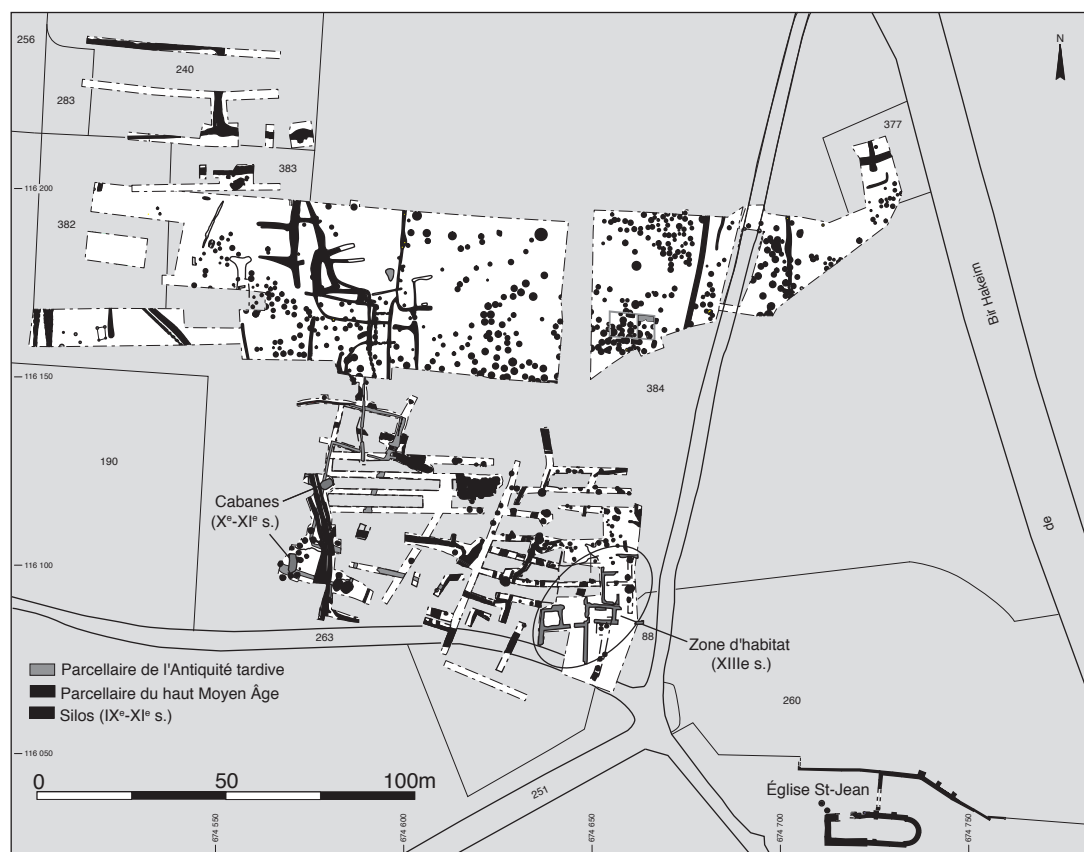 256
240
N
283
377
383
116 200
382
Bir Hakeim
384
116 150
190
Cabanes
(Xᵉ-XIᵉ s.)
de
116 100
263
88
Zone d'habitat
(XIIIe s.)
Parcellaire de l'Antiquité tardive
Parcellaire du haut Moyen Âge
Silos (IXᵉ-XIᵉ s.)
260
116 050
0 50 100m
251
Église St-Jean
674 550
674 600
674 650
674 700
674 750